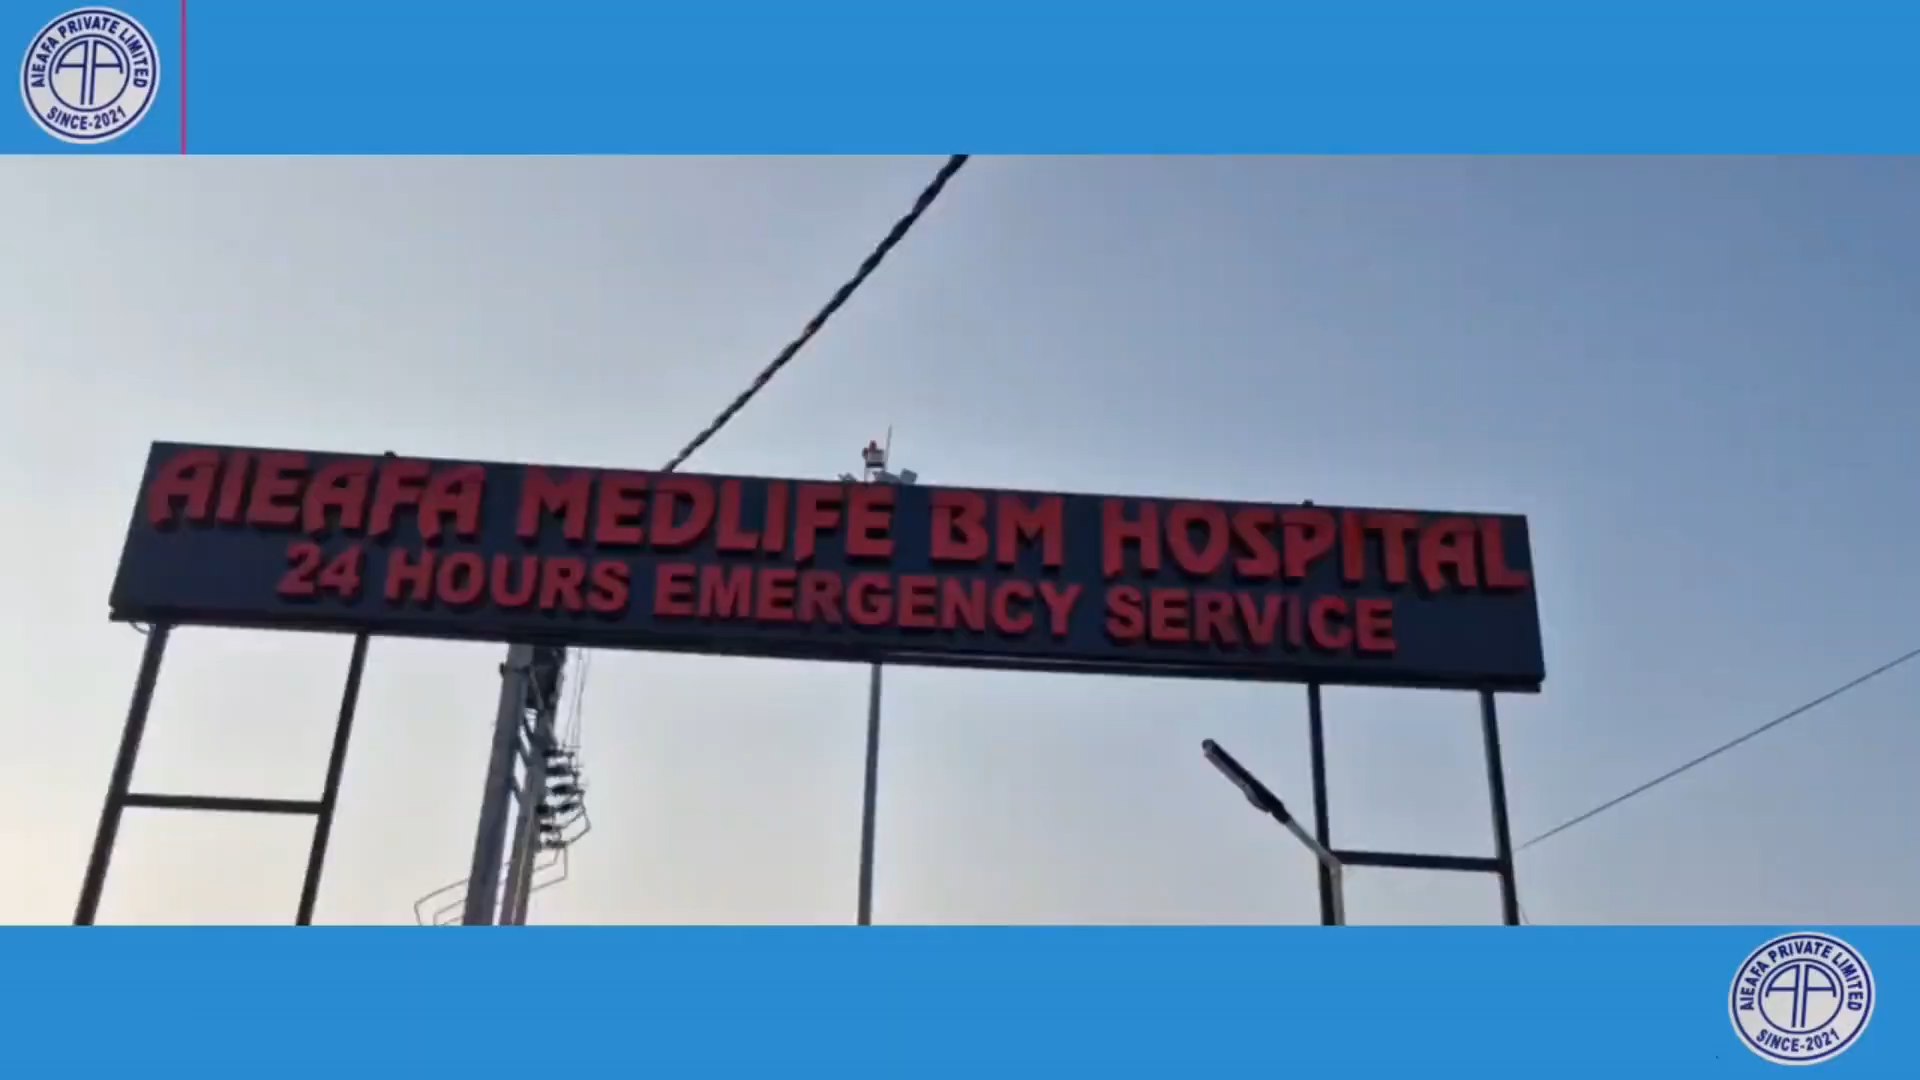 AIEAFA PRIVATE LIMITED
SINCE-2021
AIEAFA MEDLIFE BM HOSPITAL
24 HOURS EMERGENCY SERVICE
AIEAFA PRIVATE LIMITED
SINCE-2021